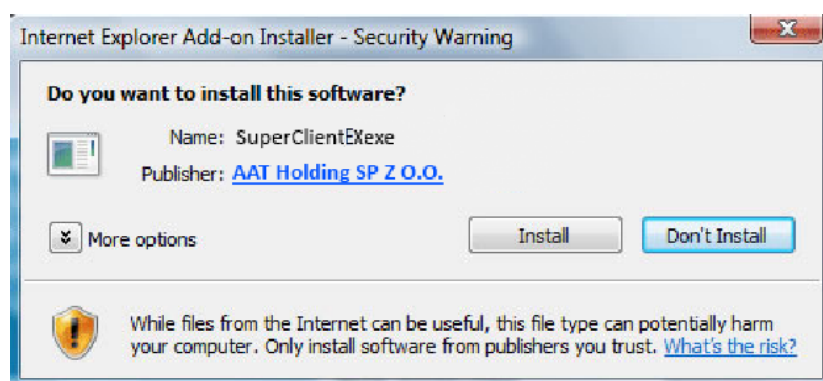 Internet Explorer Add-on Installer - Security Warning
Do you want to install this software?
Name: SuperClientEXexe
Publisher: AAT Holding SP Z O.O.
More options
Install
Don't Install
While files from the Internet can be useful, this file type can potentially harm
your computer. Only install software from publishers you trust. What's the risk?